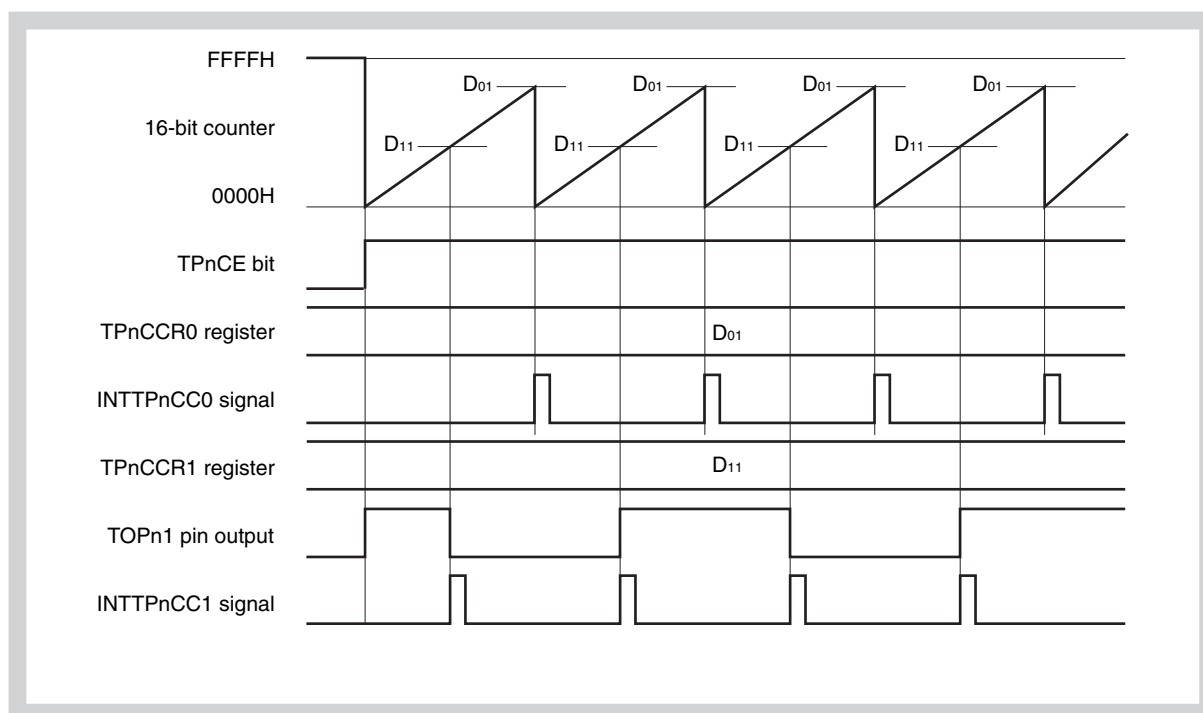 FFFFH
D01 D01 D01 D01
16-bit counter
D11 D11 D11 D11
0000H
TPnCE bit
TPnCCR0 register
D01
INTTPnCC0 signal
TPnCCR1 register
D11
TOPn1 pin output
INTTPnCC1 signal